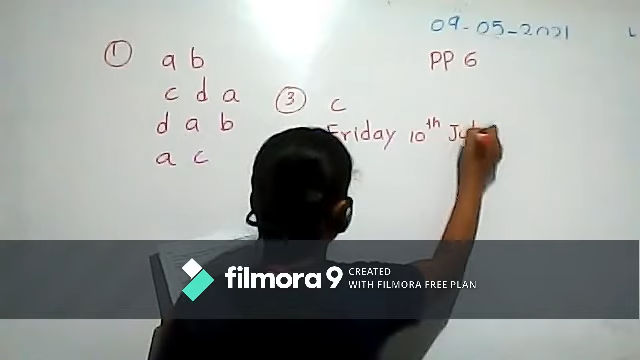 09-05-2021
PP 6
① a b
c d a
d a b
a c
③ c
Friday 10th
filmora 9 CREATED WITH FILMORA FREE PLAN